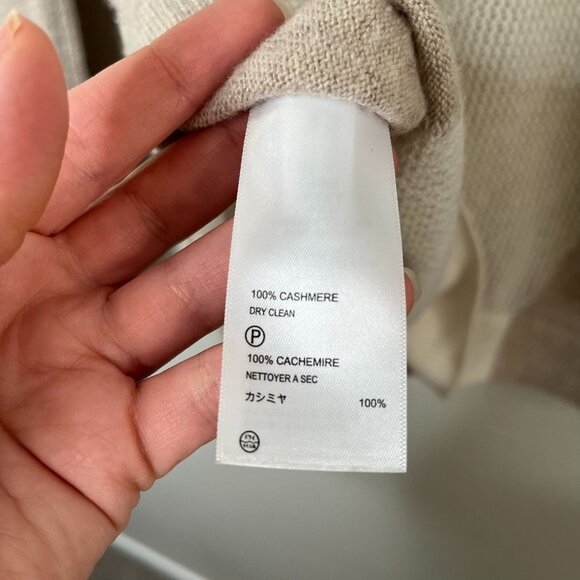 100% CASHMERE
DRY CLEAN
P
100% CACHEMIRE
NETTOYER A SEC
カシミヤ 100%